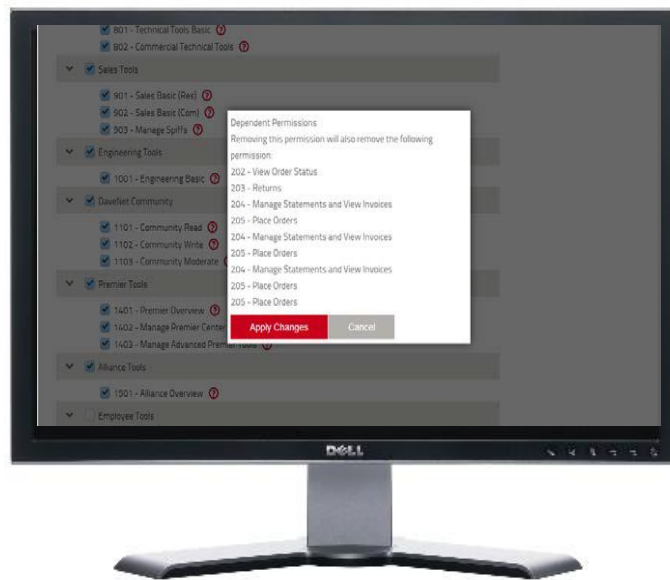 801 - Technical Tools Basic ?
802 - Commercial Technical Tools ?
Sales Tools
901 - Sales Basic (Res) ?
902 - Sales Basic (Com) ?
903 - Manage Spiffs ?
Engineering Tools
1001 - Engineering Basic ?
DaveNet Community
1101 - Community Read ?
1102 - Community Write ?
1103 - Community Moderate
Premier Tools
1401 - Premier Overview ?
1402 - Manage Premier Center
1403 - Manage Advanced Premier Tools ?
Alliance Tools
1501 - Alliance Overview ?
Employee Tools
Dependent Permissions
Removing this permission will also remove the following
permission:
202 - View Order Status
203 - Returns
204 - Manage Statements and View Invoices
205 - Place Orders
204 - Manage Statements and View Invoices
205 - Place Orders
204 - Manage Statements and View Invoices
205 - Place Orders
205 - Place Orders
Apply Changes
Cancel
DELL